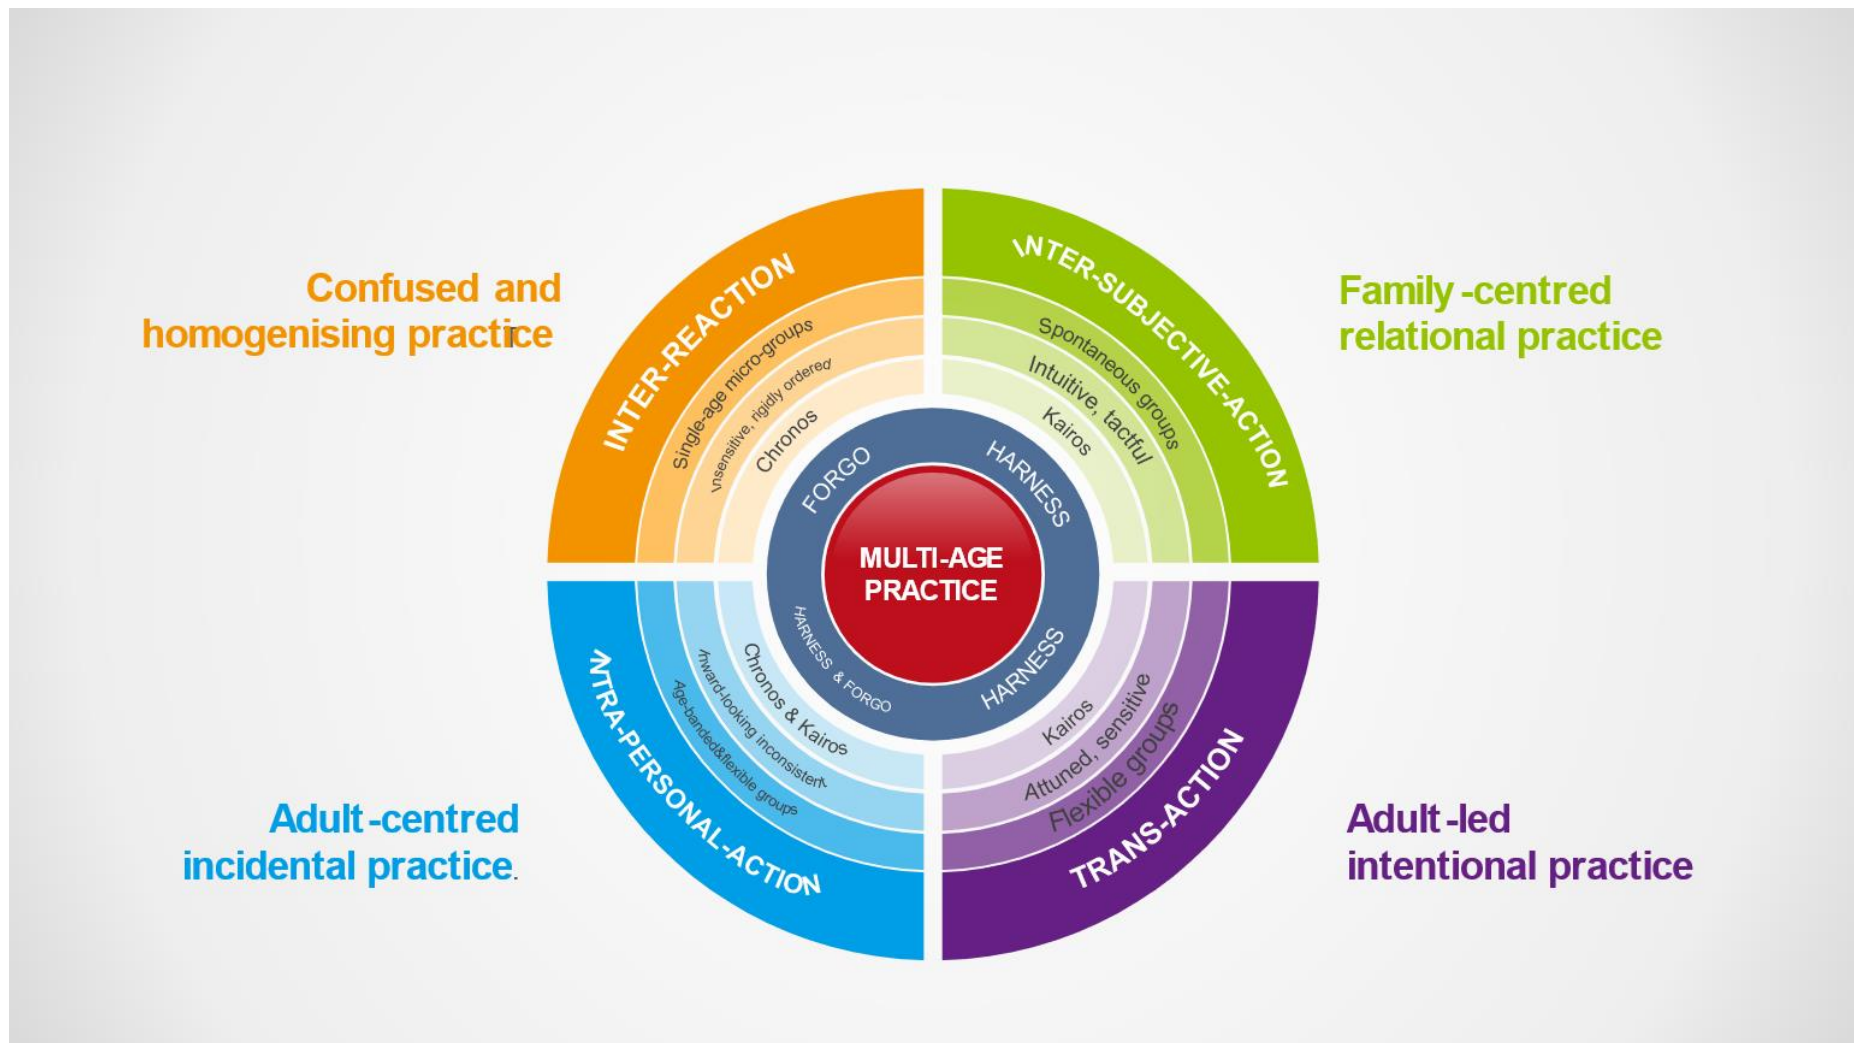 Confused and
homogenising practice
INTER-REACTION
Single-age micro-groups
Insensitive, rigidly ordered
Chronos
FORGO
Family-centred
relational practice
INTER-SUBJECTIVE-ACTION
Spontaneous groups
Intuitive, tactful
Kairos
HARNESS
MULTI-AGE
PRACTICE
Adult-centred
incidental practice.
INTRA-PERSONAL-ACTION
Age-banded&flexible groups
Inward-looking inconsistent
Chronos & Kairos
HARNESS & FORGO
Adult-led
intentional practice
TRANS-ACTION
Flexible groups
Attuned, sensitive
Kairos
HARNESS